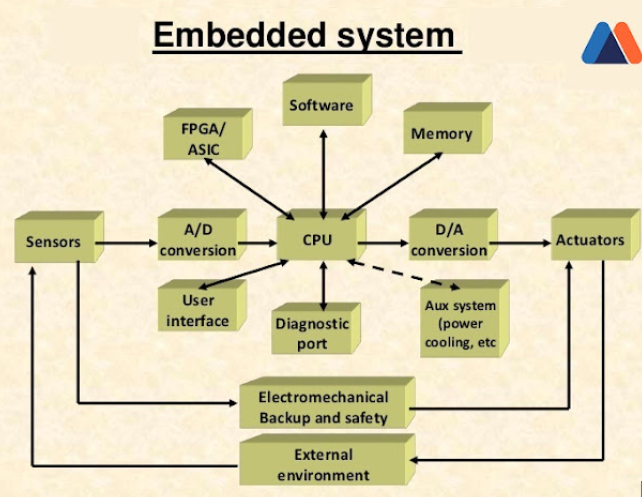 Embedded system
Software
FPGA/
ASIC
Memory
Sensors
A/D
conversion
CPU
D/A
conversion
Actuators
User
interface
Diagnostic
port
Aux system
(power
cooling, etc
Electromechanical
Backup and safety
External
environment